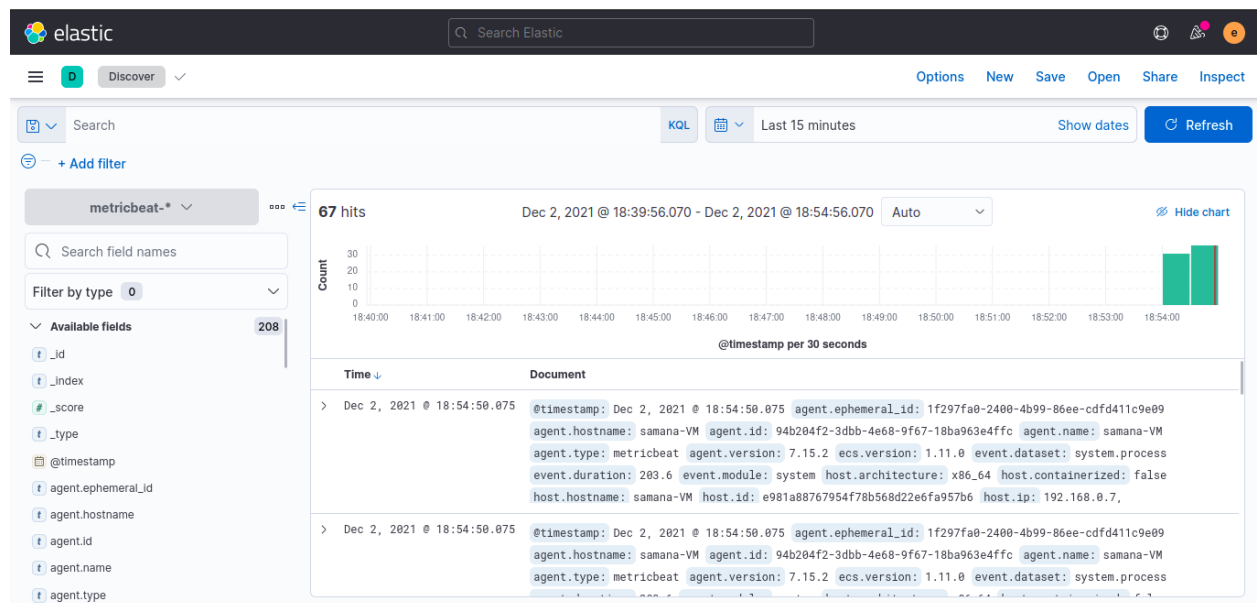 elastic
Search Elastic
e
D Discover
Options New Save Open Share Inspect
Search KQL
Last 15 minutes Show dates
Refresh
+ Add filter
metricbeat-*
67 hits
Dec 2, 2021 @ 18:39:56.070 - Dec 2, 2021 @ 18:54:56.070 Auto
Hide chart
Search field names
Filter by type 0
Available fields 208
t _id
t _index
# _score
t _type
@timestamp
t agent.ephemeral_id
t agent.hostname
t agent.id
t agent.name
t agent.type
Count
30
20
10
0
18:40:00 18:41:00 18:42:00 18:43:00 18:44:00 18:45:00 18:46:00 18:47:00 18:48:00 18:49:00 18:50:00 18:51:00 18:52:00 18:53:00 18:54:00
@timestamp per 30 seconds
Time Document
Dec 2, 2021 @ 18:54:50.075 @timestamp: Dec 2, 2021 @ 18:54:50.075 agent.ephemeral_id: 1f297fa0-2400-4b99-86ee-cdfd411c9e09
agent.hostname: samana-VM agent.id: 94b204f2-3dbb-4e68-9f67-18ba963e4ffc agent.name: samana-VM
agent.type: metricbeat agent.version: 7.15.2 ecs.version: 1.11.0 event.dataset: system.process
event.duration: 203.6 event.module: system host.architecture: x86_64 host.containerized: false
host.hostname: samana-VM host.id: e981a88767954f78b568d22e6fa957b6 host.ip: 192.168.0.7,
Dec 2, 2021 @ 18:54:50.075 @timestamp: Dec 2, 2021 @ 18:54:50.075 agent.ephemeral_id: 1f297fa0-2400-4b99-86ee-cdfd411c9e09
agent.hostname: samana-VM agent.id: 94b204f2-3dbb-4e68-9f67-18ba963e4ffc agent.name: samana-VM
agent.type: metricbeat agent.version: 7.15.2 ecs.version: 1.11.0 event.dataset: system.process